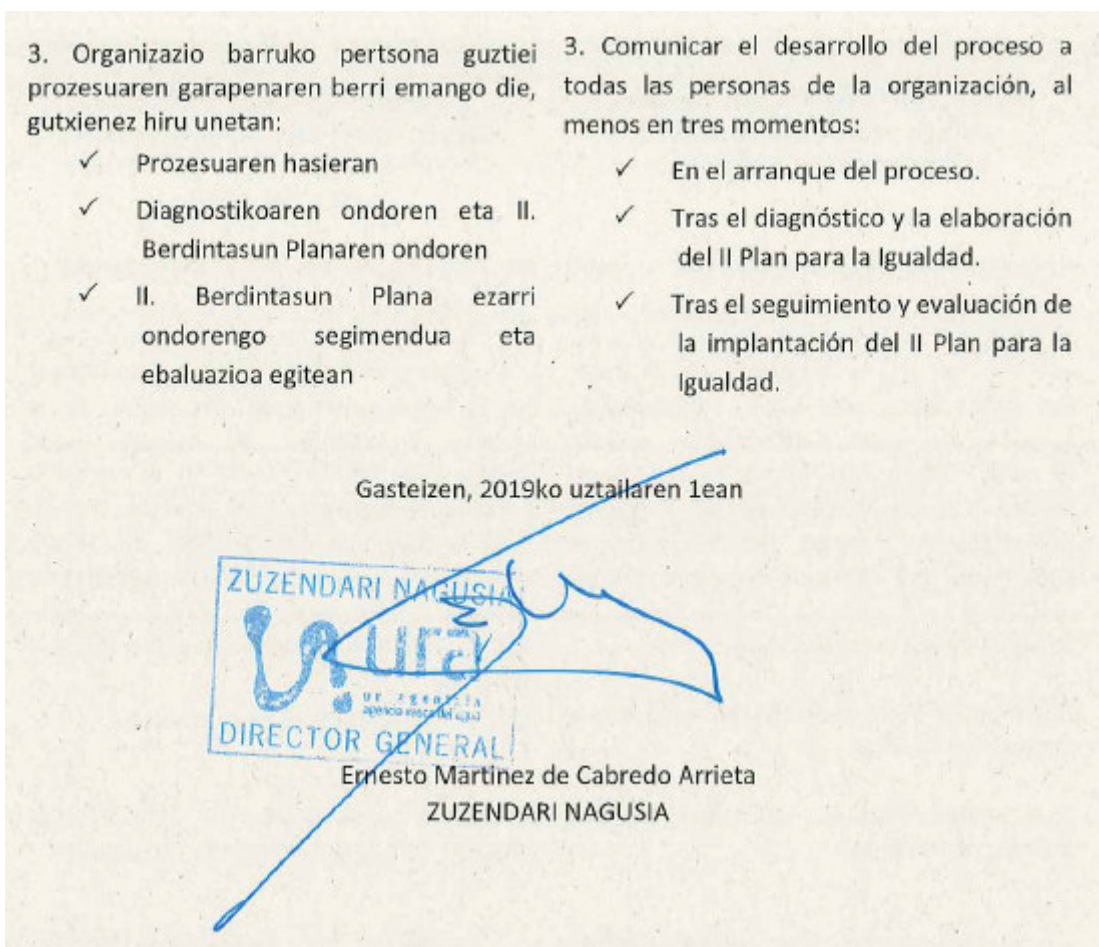 3. Organizazio barruko pertsona guztiei
prozesuaren garapenaren berri emango die,
gutxienez hiru unetan:
✓ Prozesuaren hasieran
✓ Diagnostikoaren ondoren eta II.
Berdintasun Planaren ondoren
✓ II. Berdintasun Plana ezarri
ondorengo segimendua eta
ebaluazioa egitean
3. Comunicar el desarrollo del proceso a
todas las personas de la organización, al
menos en tres momentos:
✓ En el arranque del proceso.
✓ Tras el diagnóstico y la elaboración
del II Plan para la Igualdad.
✓ Tras el seguimiento y evaluación de
la implantación del II Plan para la
Igualdad.
Gasteizen, 2019ko uztailaren 1ean
ZUZENDARI NAGUSIA
ura
ur agentzia
DIRECTOR GENERAL
Ernesto Martinez de Cabredo Arrieta
ZUZENDARI NAGUSIA